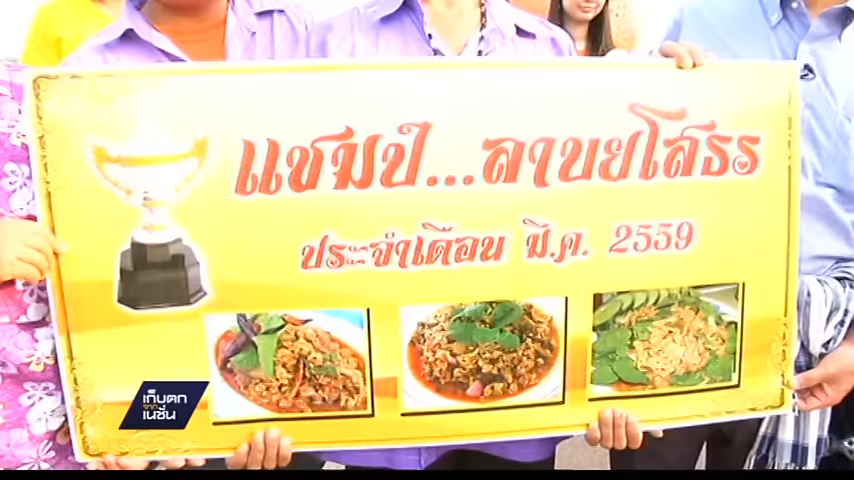 แชมป์...ลาบยโสธร
ประจำเดือน มี.ค. 2559
เก็บตก
จาก
เนชั่น